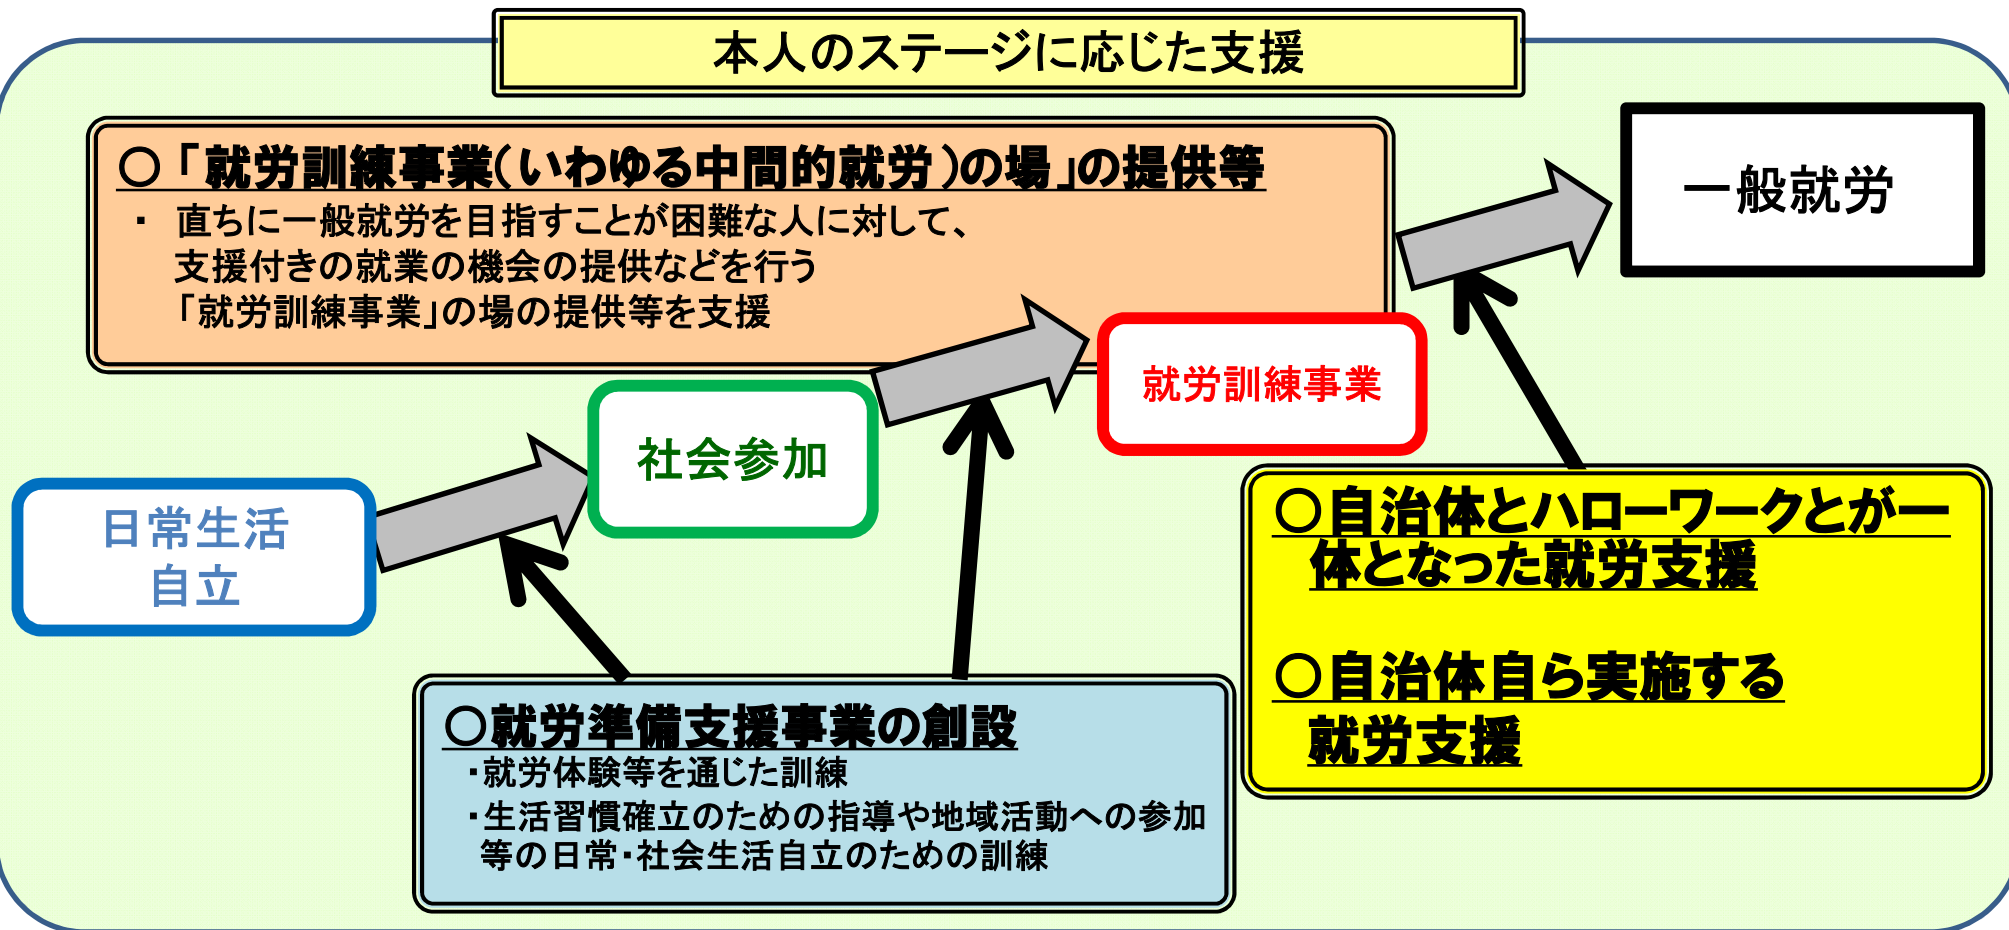 本人のステージに応じた支援
○「就労訓練事業(いわゆる中間的就労)の場」の提供等
・ 直ちに一般就労を目指すことが困難な人に対して、
支援付きの就業の機会の提供などを行う
「就労訓練事業」の場の提供等を支援
一般就労
就労訓練事業
社会参加
日常生活
自立
○自治体とハローワークとが一
体となった就労支援
○自治体自ら実施する
就労支援
○就労準備支援事業の創設
・就労体験等を通じた訓練
・生活習慣確立のための指導や地域活動への参加
等の日常・社会生活自立のための訓練